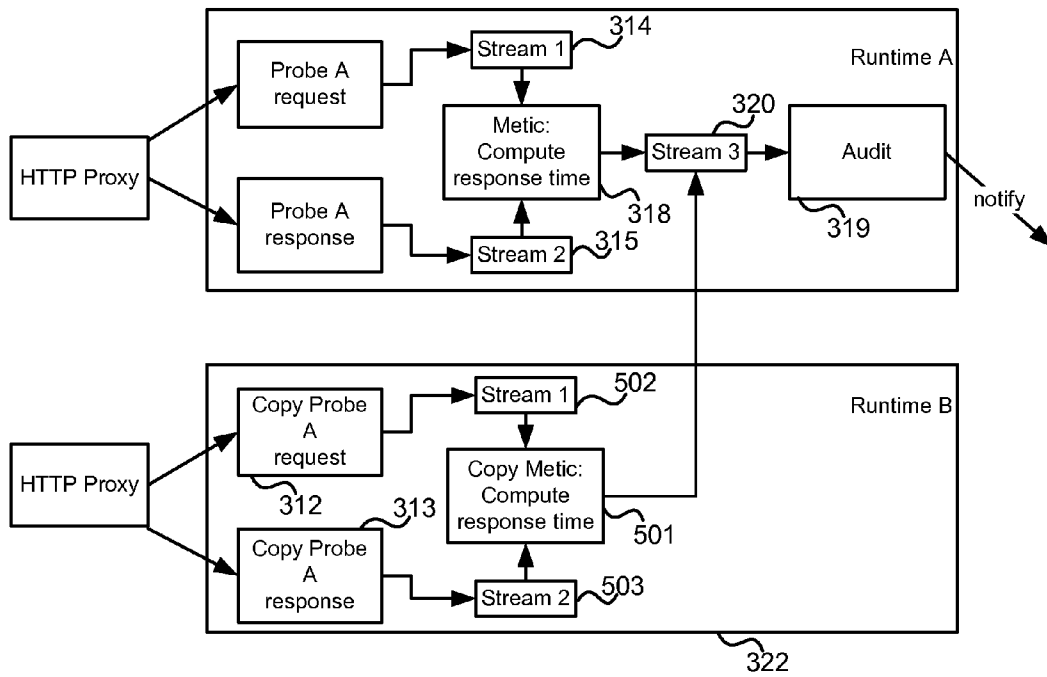 314
Stream 1
Runtime A
Probe A
request
320
Metic:
Compute
response time
HTTP Proxy
Stream 3
Audit
318
notify
319
Probe A
response
315
Stream 2
502
Stream 1
Runtime B
Copy Probe
A
request
HTTP Proxy
Copy Metic:
Compute
response time
312
313
501
Copy Probe
A
response
503
Stream 2
322